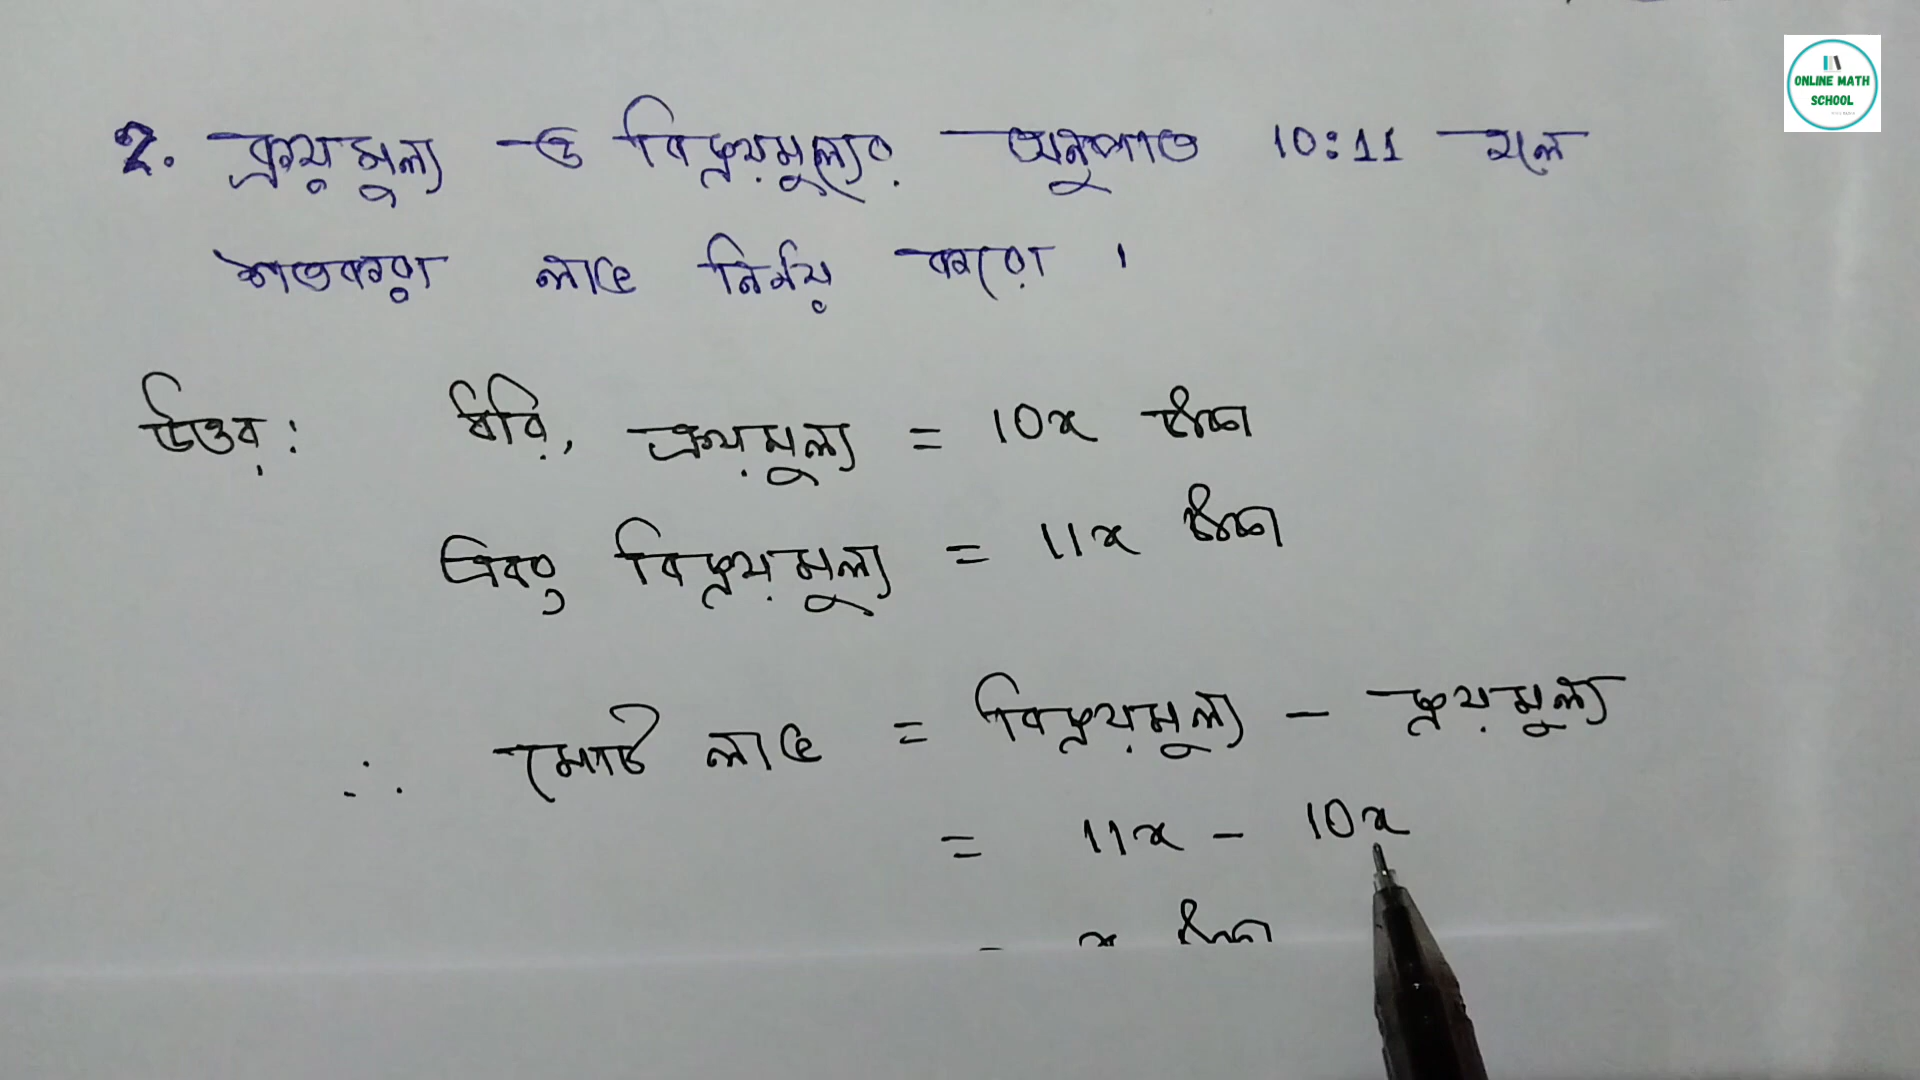 ONLINE MATH
SCHOOL
2. ক্রয়মূল্য ও বিক্রয়মূল্যের অনুপাত 10:11 হলে
শতকরা লাভ নির্ণয় করো ।
উত্তর: ধরি, ক্রয়মূল্য = 10x টাকা
এবং বিক্রয়মূল্য = 11x টাকা
∴ মোট লাভ = বিক্রয়মূল্য - ক্রয়মূল্য
= 11x - 10x
= x টাকা